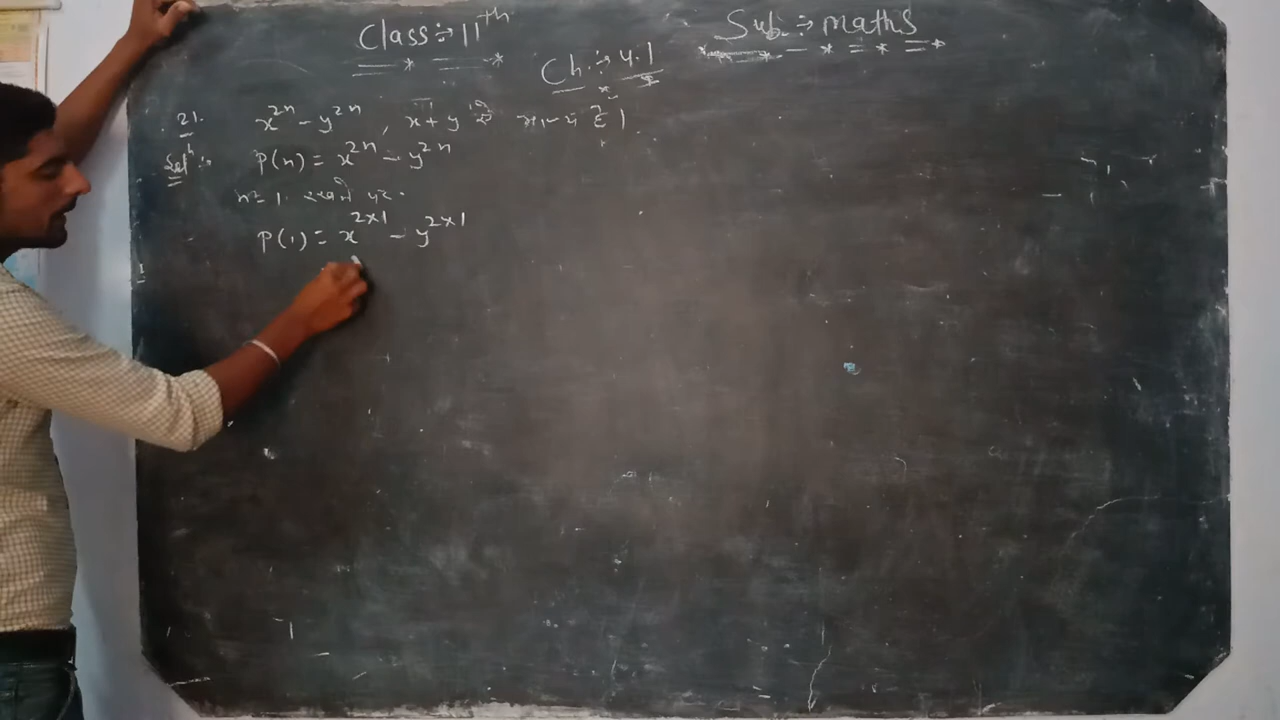 Class :- 11th
Sub :- maths
Ch :- 4.1
21. x^{2n} - y^{2n}, x + y से भाज्य है।
Solⁿ :-
P(n) = x^{2n} - y^{2n}
n = 1 रखने पर
P(1) = x^{2×1} - y^{2×1}